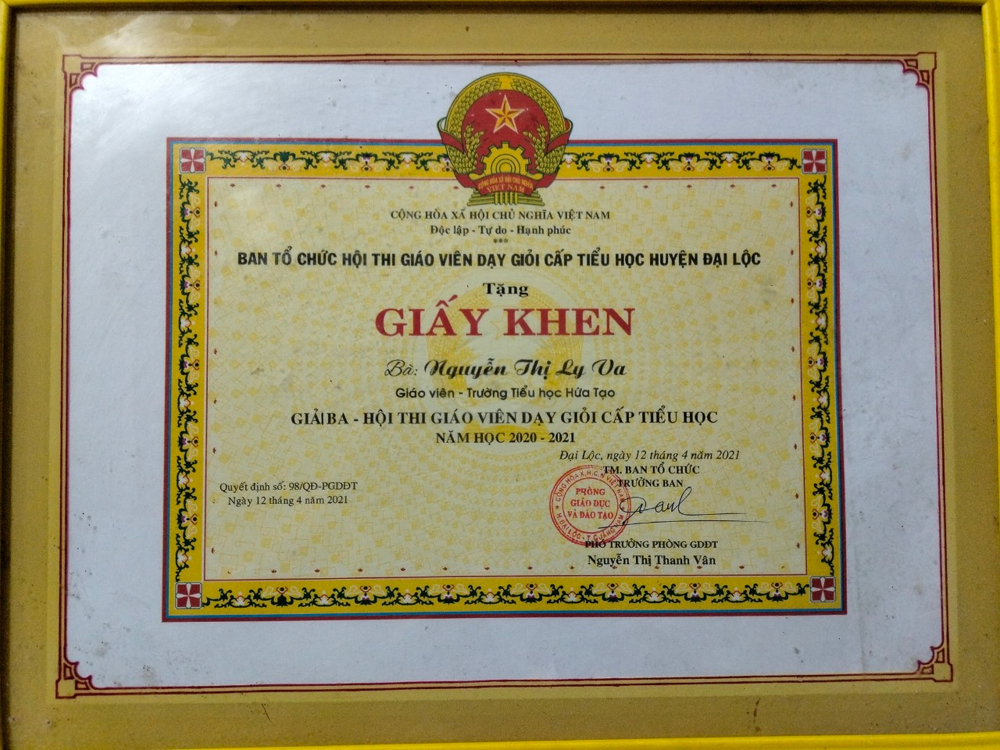 CỘNG HÒA XÃ HỘI CHỦ NGHĨA
VIỆT NAM
CỘNG HÒA XÃ HỘI CHỦ NGHĨA VIỆT NAM
Độc lập - Tự do - Hạnh phúc
***
BAN TỔ CHỨC HỘI THI GIÁO VIÊN DẠY GIỎI CẤP TIỂU HỌC HUYỆN ĐẠI LỘC
Tặng
GIẤY KHEN
Bà: Nguyễn Thị Ly Va
Giáo viên - Trường Tiểu học Hứa Tạo
GIẢI BA - HỘI THI GIÁO VIÊN DẠY GIỎI CẤP TIỂU HỌC
NĂM HỌC 2020 - 2021
Đại Lộc, ngày 12 tháng 4 năm 2021
TM. BAN TỔ CHỨC
TRƯỞNG BAN
Quyết định số: 98/QĐ-PGDĐT
Ngày 12 tháng 4 năm 2021
CỘNG HÒA X.H.C.N VIỆT NAM
PHÒNG
GIÁO DỤC
VÀ ĐÀO TẠO
H. ĐẠI LỘC - T. QUẢNG NAM
PHÓ TRƯỞNG PHÒNG GDĐT
Nguyễn Thị Thanh Vân